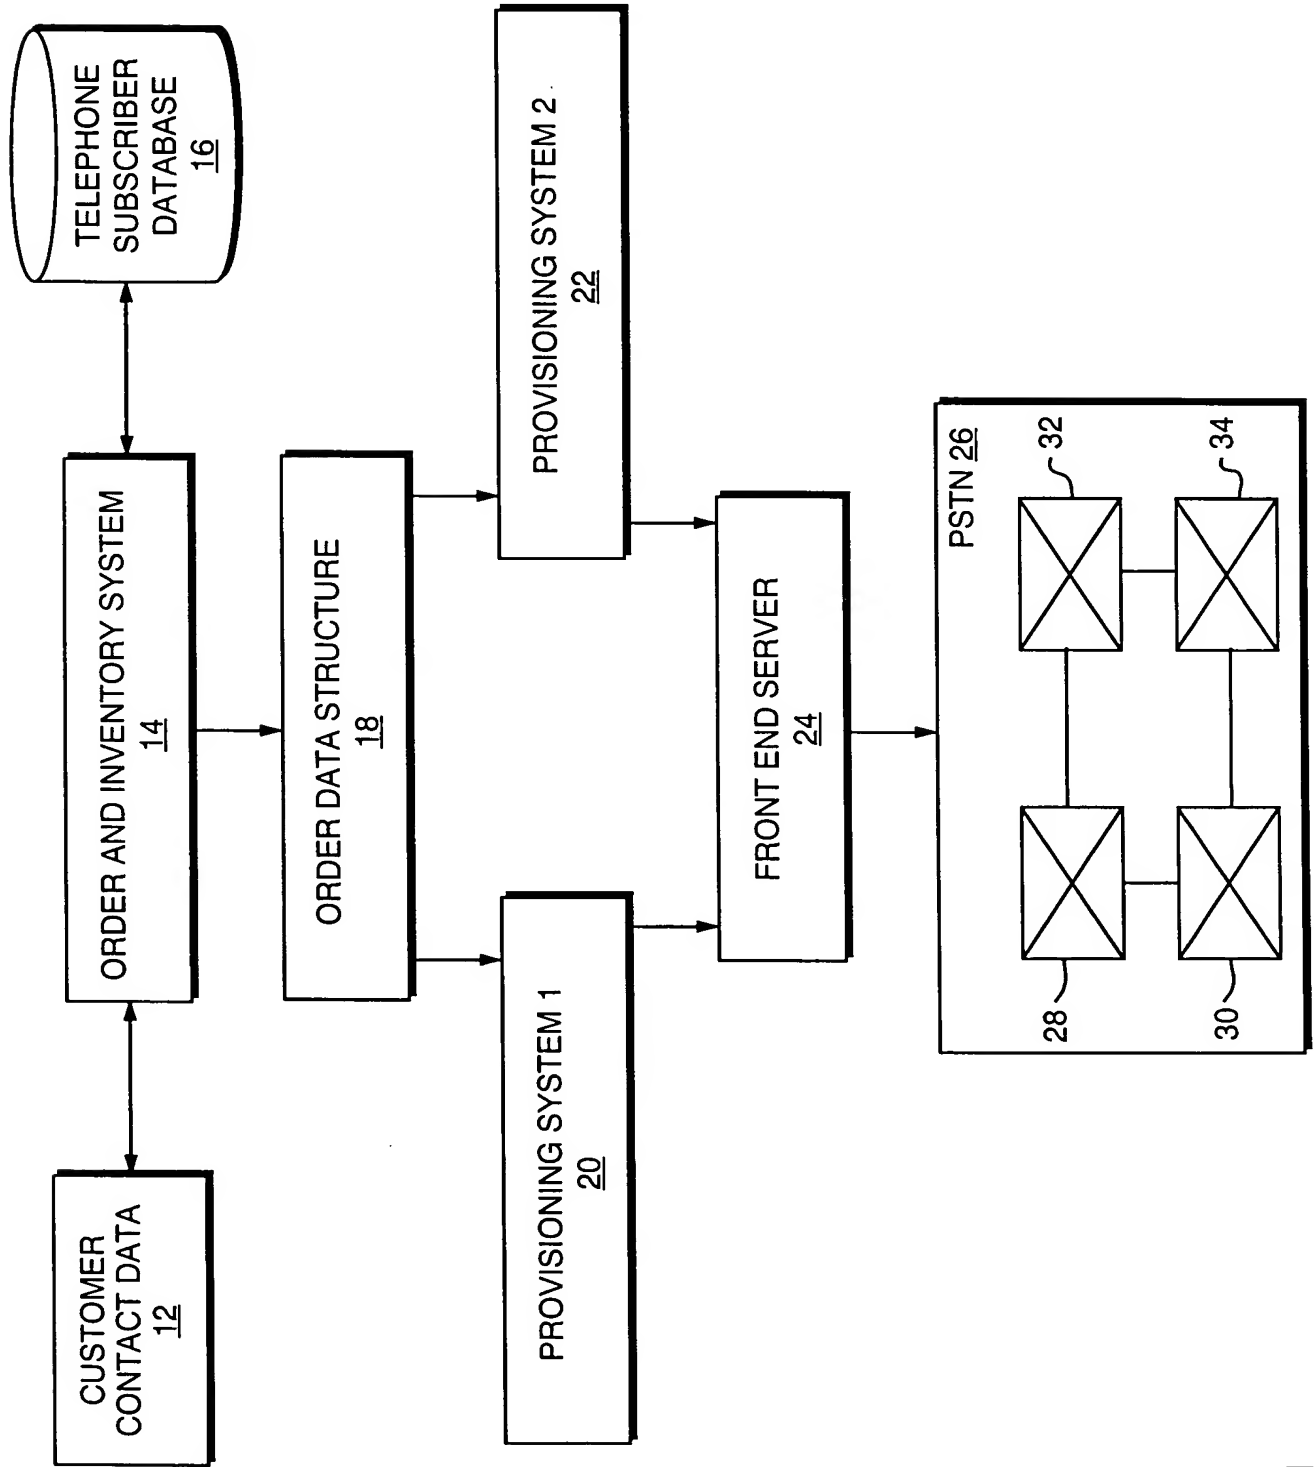 CUSTOMER
CONTACT DATA
12
ORDER AND INVENTORY SYSTEM
14
TELEPHONE
SUBSCRIBER
DATABASE
16
ORDER DATA STRUCTURE
18
PROVISIONING SYSTEM 1
20
PROVISIONING SYSTEM 2
22
FRONT END SERVER
24
PSTN 26
28
32
30
34